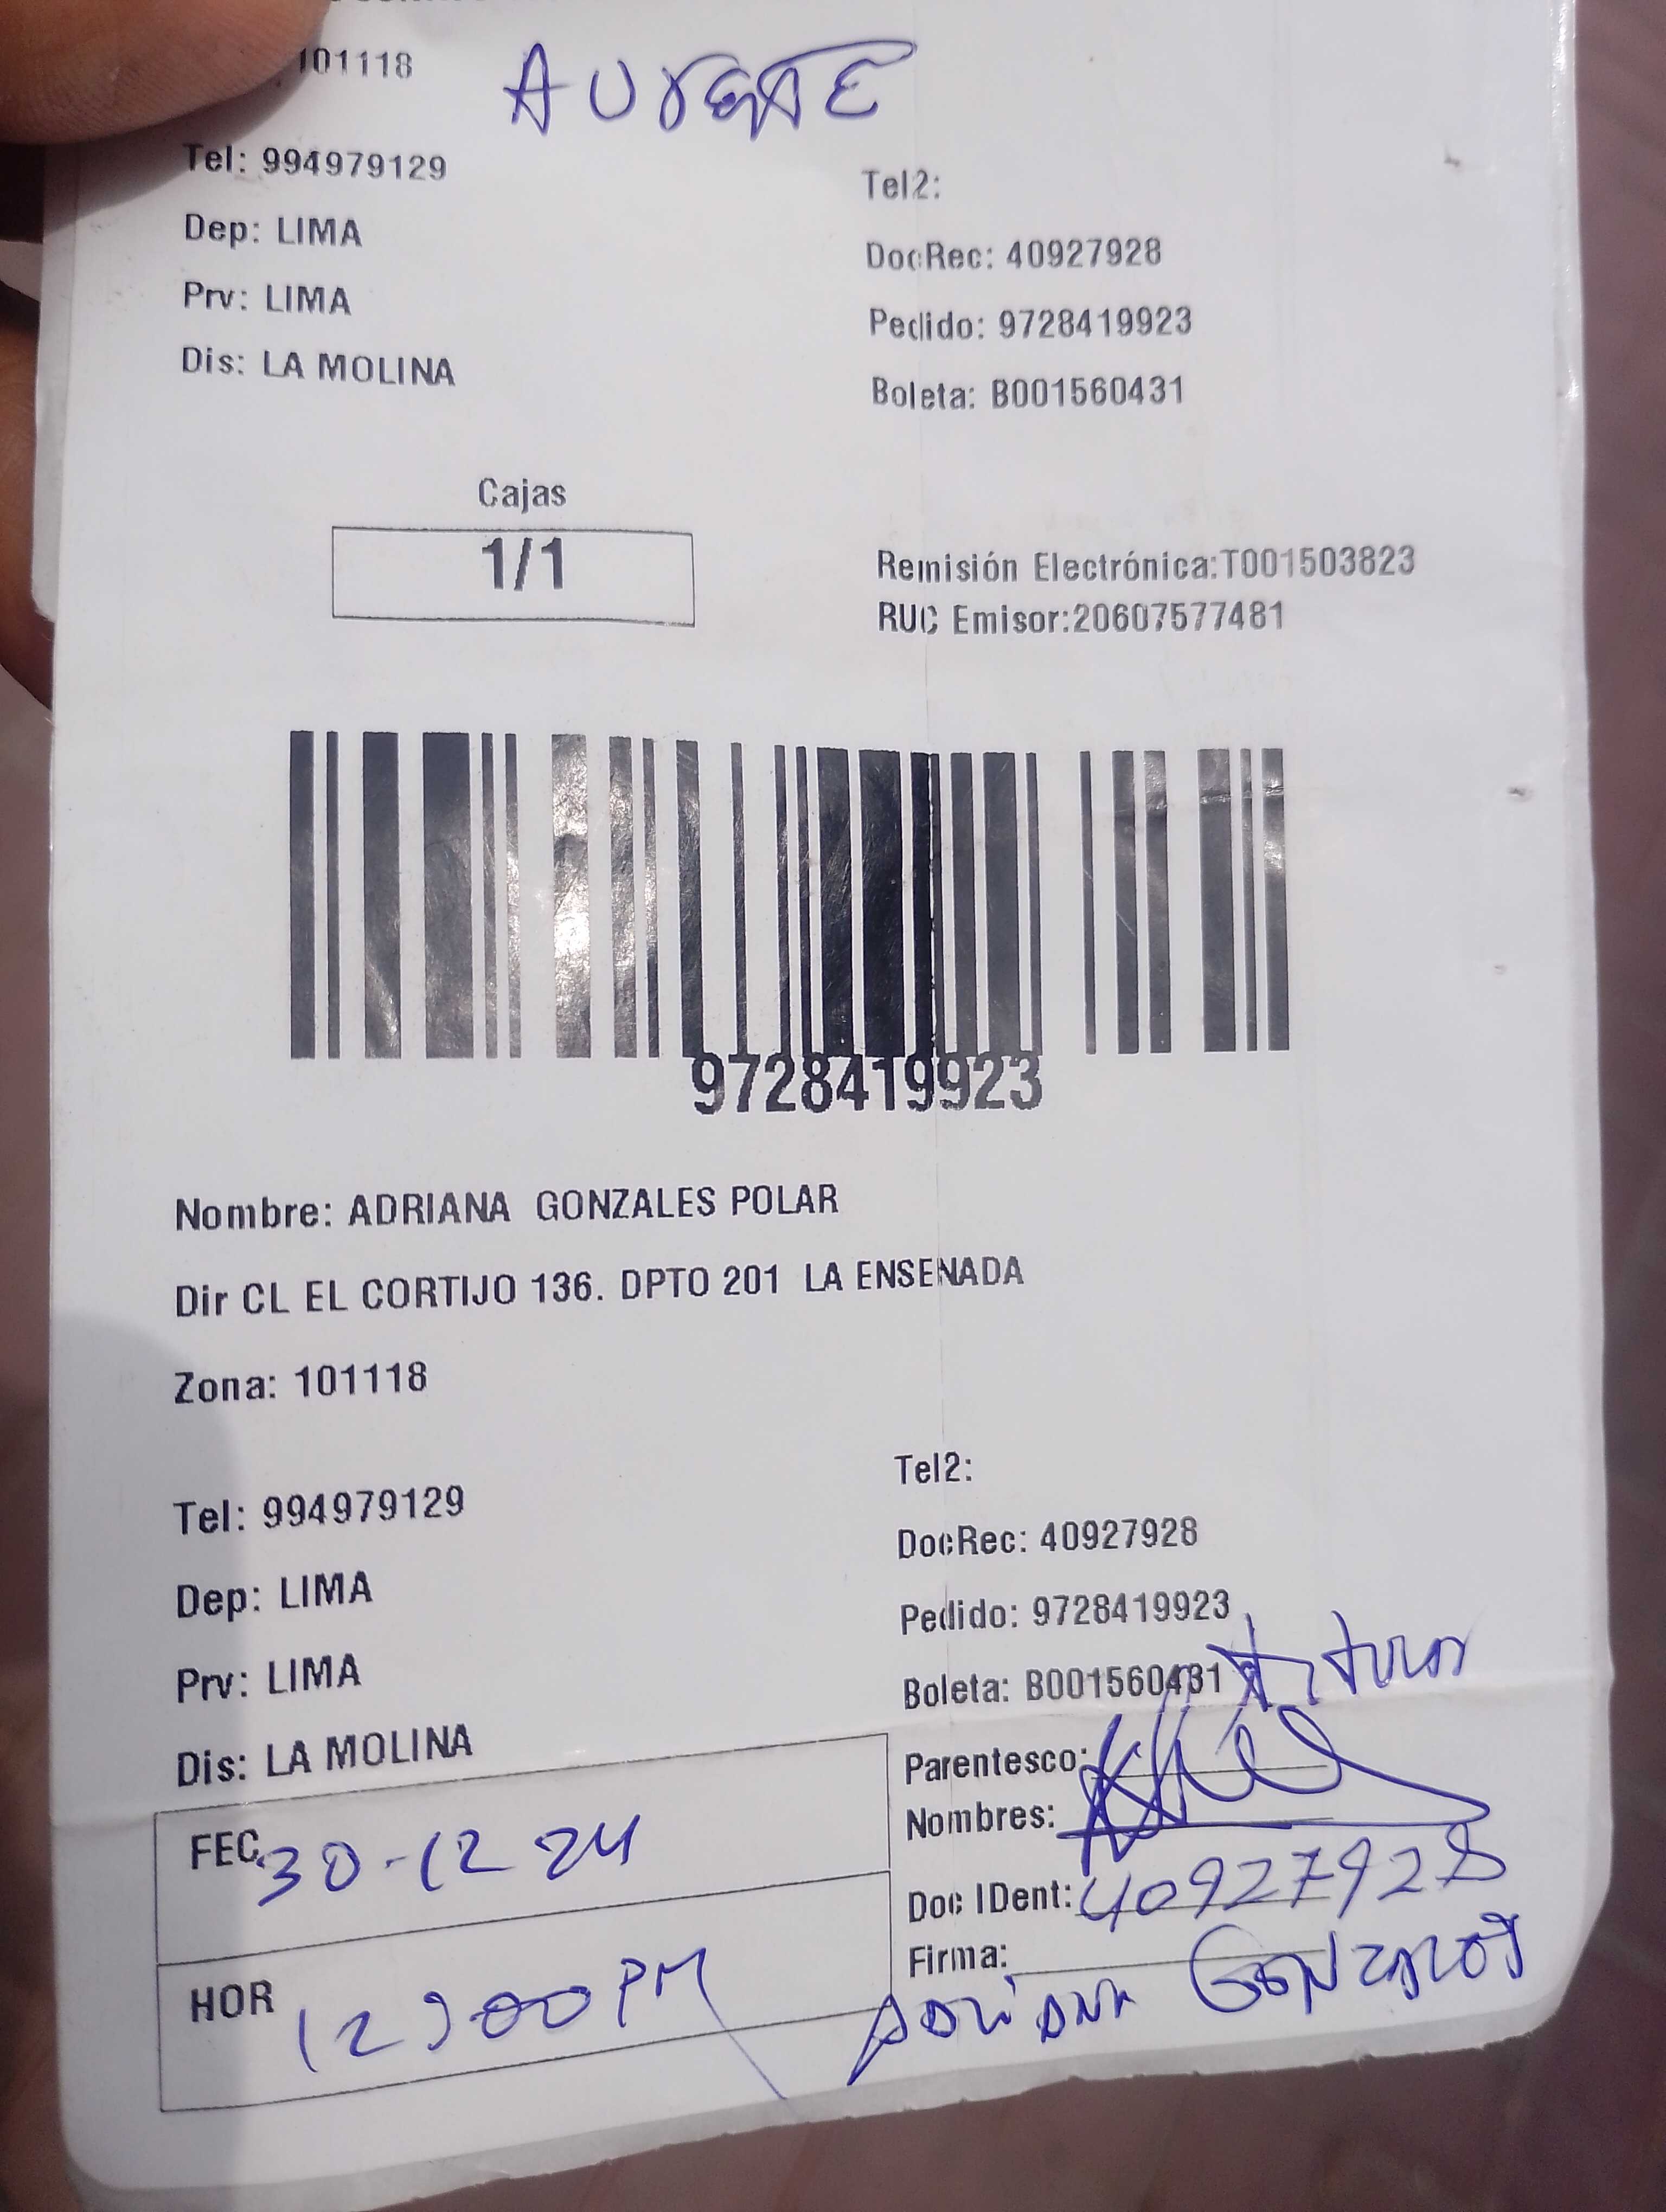 101118
Tel: 994979129
Tel2:
Dep: LIMA
DocRec: 40927928
Prv: LIMA
Pedido: 9728419923
Dis: LA MOLINA
Boleta: B001560431
Cajas
1/1
Remisión Electrónica:T001503823
RUC Emisor:20607577481
9728419923
Nombre: ADRIANA GONZALES POLAR
Dir CL EL CORTIJO 136. DPTO 201 LA ENSENADA
Zona: 101118
Tel2:
Tel: 994979129
DocRec: 40927928
Dep: LIMA
Pedido: 9728419923
Prv: LIMA
Boleta: B001560431
Dis: LA MOLINA
Parentesco:
Nombres:
FEC 30-12 24
Doc IDent: 40927928
Firma:
HOR 12:00 PM
ADRIANA GONZALES